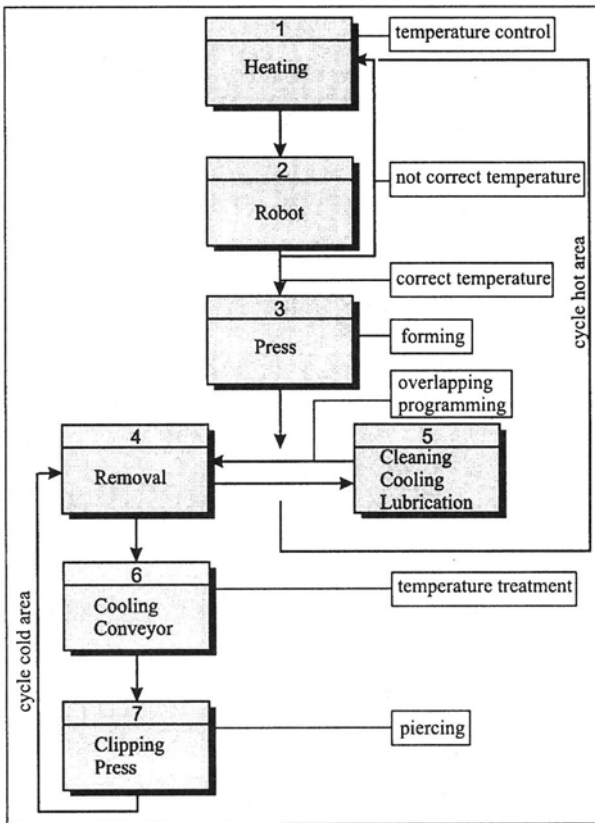 1
temperature control
Heating
2
Robot
not correct temperature
correct temperature
3
Press
forming
cycle hot area
overlapping
programming
4
Removal
5
Cleaning
Cooling
Lubrication
6
Cooling
Conveyor
temperature treatment
cycle cold area
7
Clipping
Press
piercing